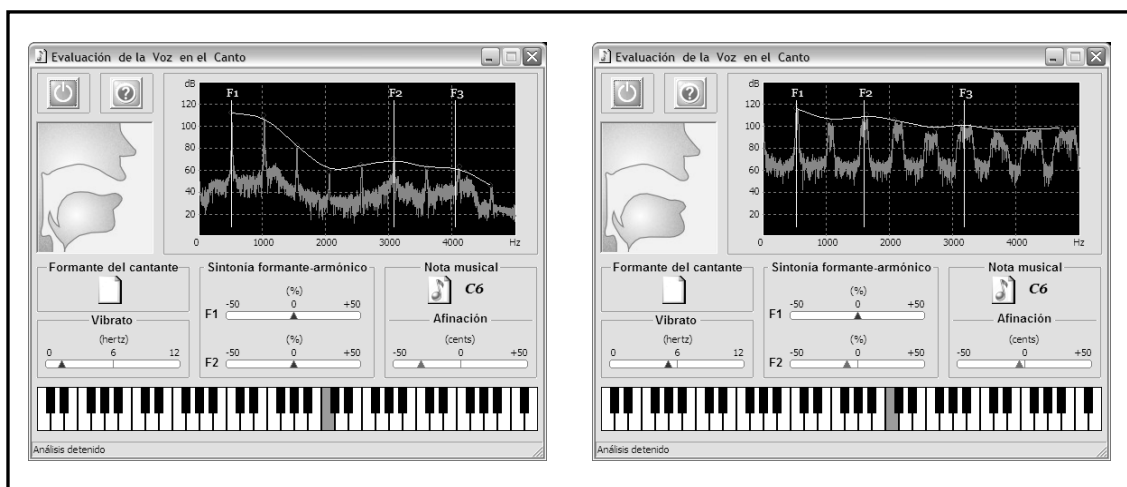 Evaluación de la Voz en el Canto
dB
120
100
80
60
40
20
F1
F2
F3
0
1000
2000
3000
4000
Hz
Formante del cantante
Vibrato
(hertz)
0
6
12
Sintonía formante-armónico
(%)
-50
0
+50
F1
(%)
-50
0
+50
F2
Nota musical
C6
Afinación
(cents)
-50
0
+50
Análisis detenido
Evaluación de la Voz en el Canto
dB
120
100
80
60
40
20
F1
F2
F3
0
1000
2000
3000
4000
Hz
Formante del cantante
Vibrato
(hertz)
0
6
12
Sintonía formante-armónico
(%)
-50
0
+50
F1
(%)
-50
0
+50
F2
Nota musical
C6
Afinación
(cents)
-50
0
+50
Análisis detenido